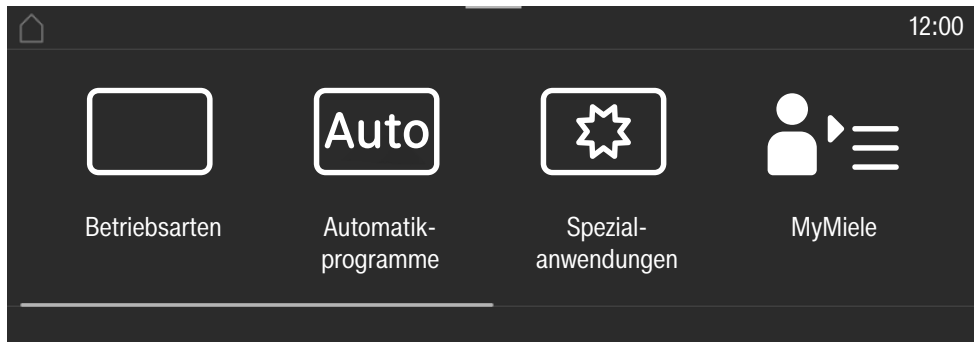 12:00
Auto
Betriebsarten
Automatik-
programme
Spezial-
anwendungen
MyMiele